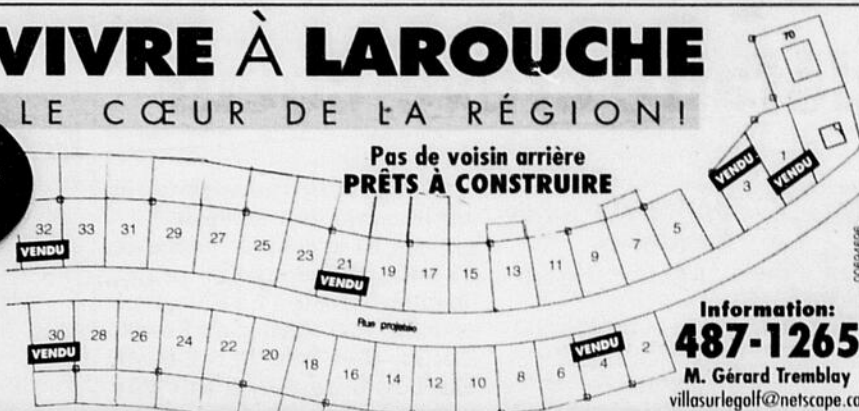 VIVRE À LAROUCHE
LE CŒUR DE LA RÉGION!
Pas de voisin arrière
PRÊTS À CONSTRUIRE
70
VENDU
VENDU
3
1
32
33
31
29
27
25
23
21
19
17
15
13
11
9
7
5
VENDU
VENDU
Rue projetée
30
28
26
24
22
20
18
16
14
12
10
8
6
4
2
VENDU
VENDU
Information:
487-1265
M. Gérard Tremblay
villasurlegolf@netscape.ca